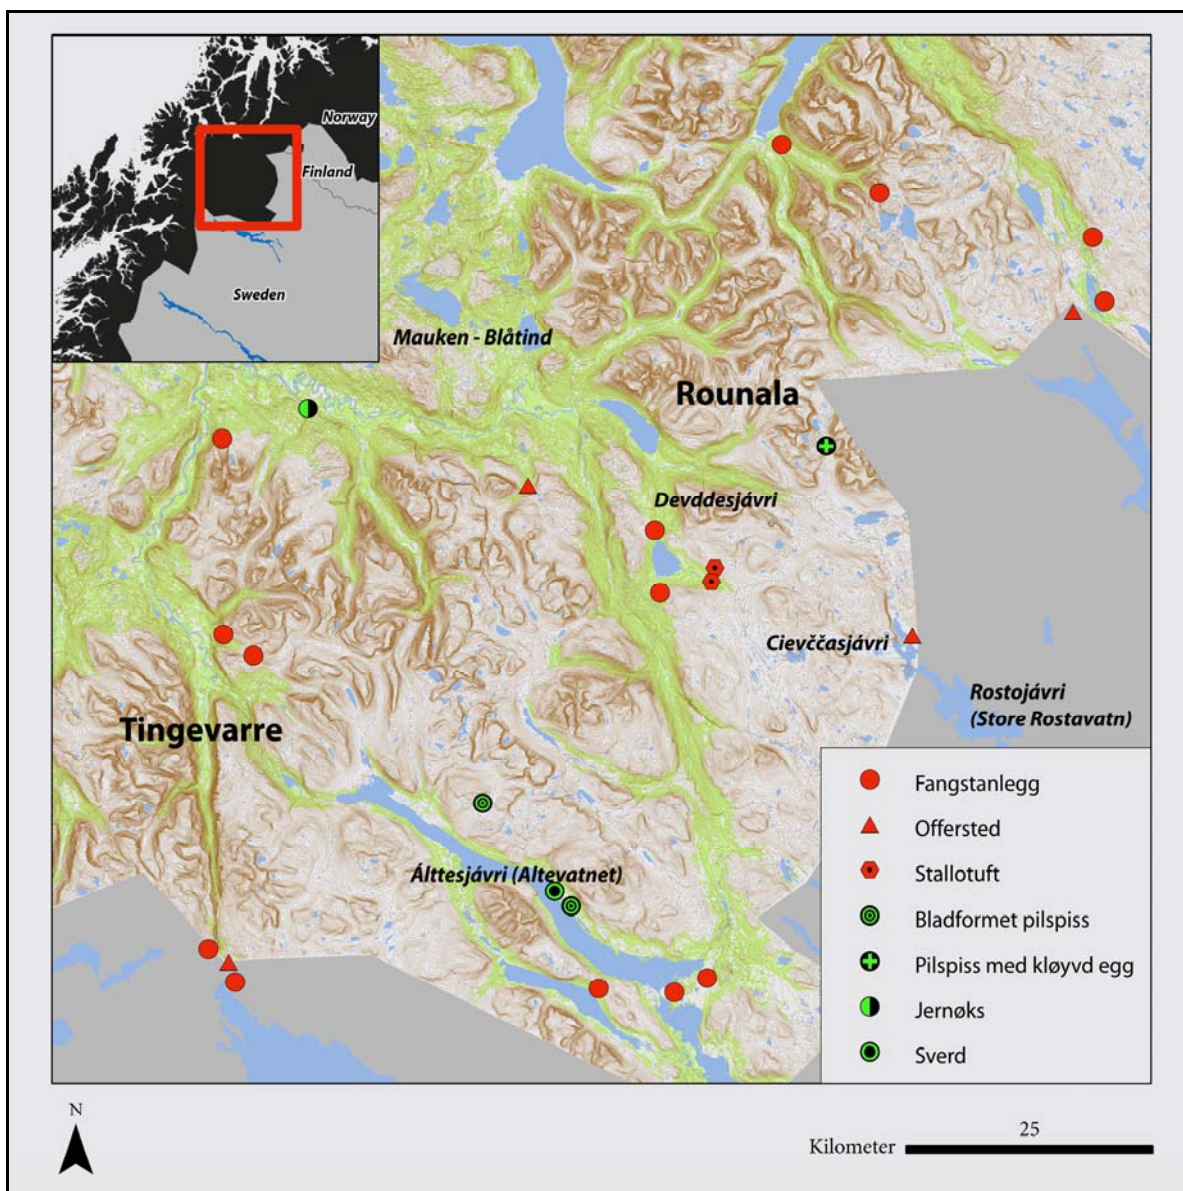 Norway
Finland
Sweden
Mauken - Blåtind
Rounala
Devddesjávri
Cievččasjávri
Rostojávri
(Store Rostavatn)
Tingevarre
Álttesjávri (Altevatnet)
Fangstanlegg
Offersted
Stallotuft
Bladformet pilspiss
Pilspiss med kløyvd egg
Jernøks
Sverd
N
25
Kilometer